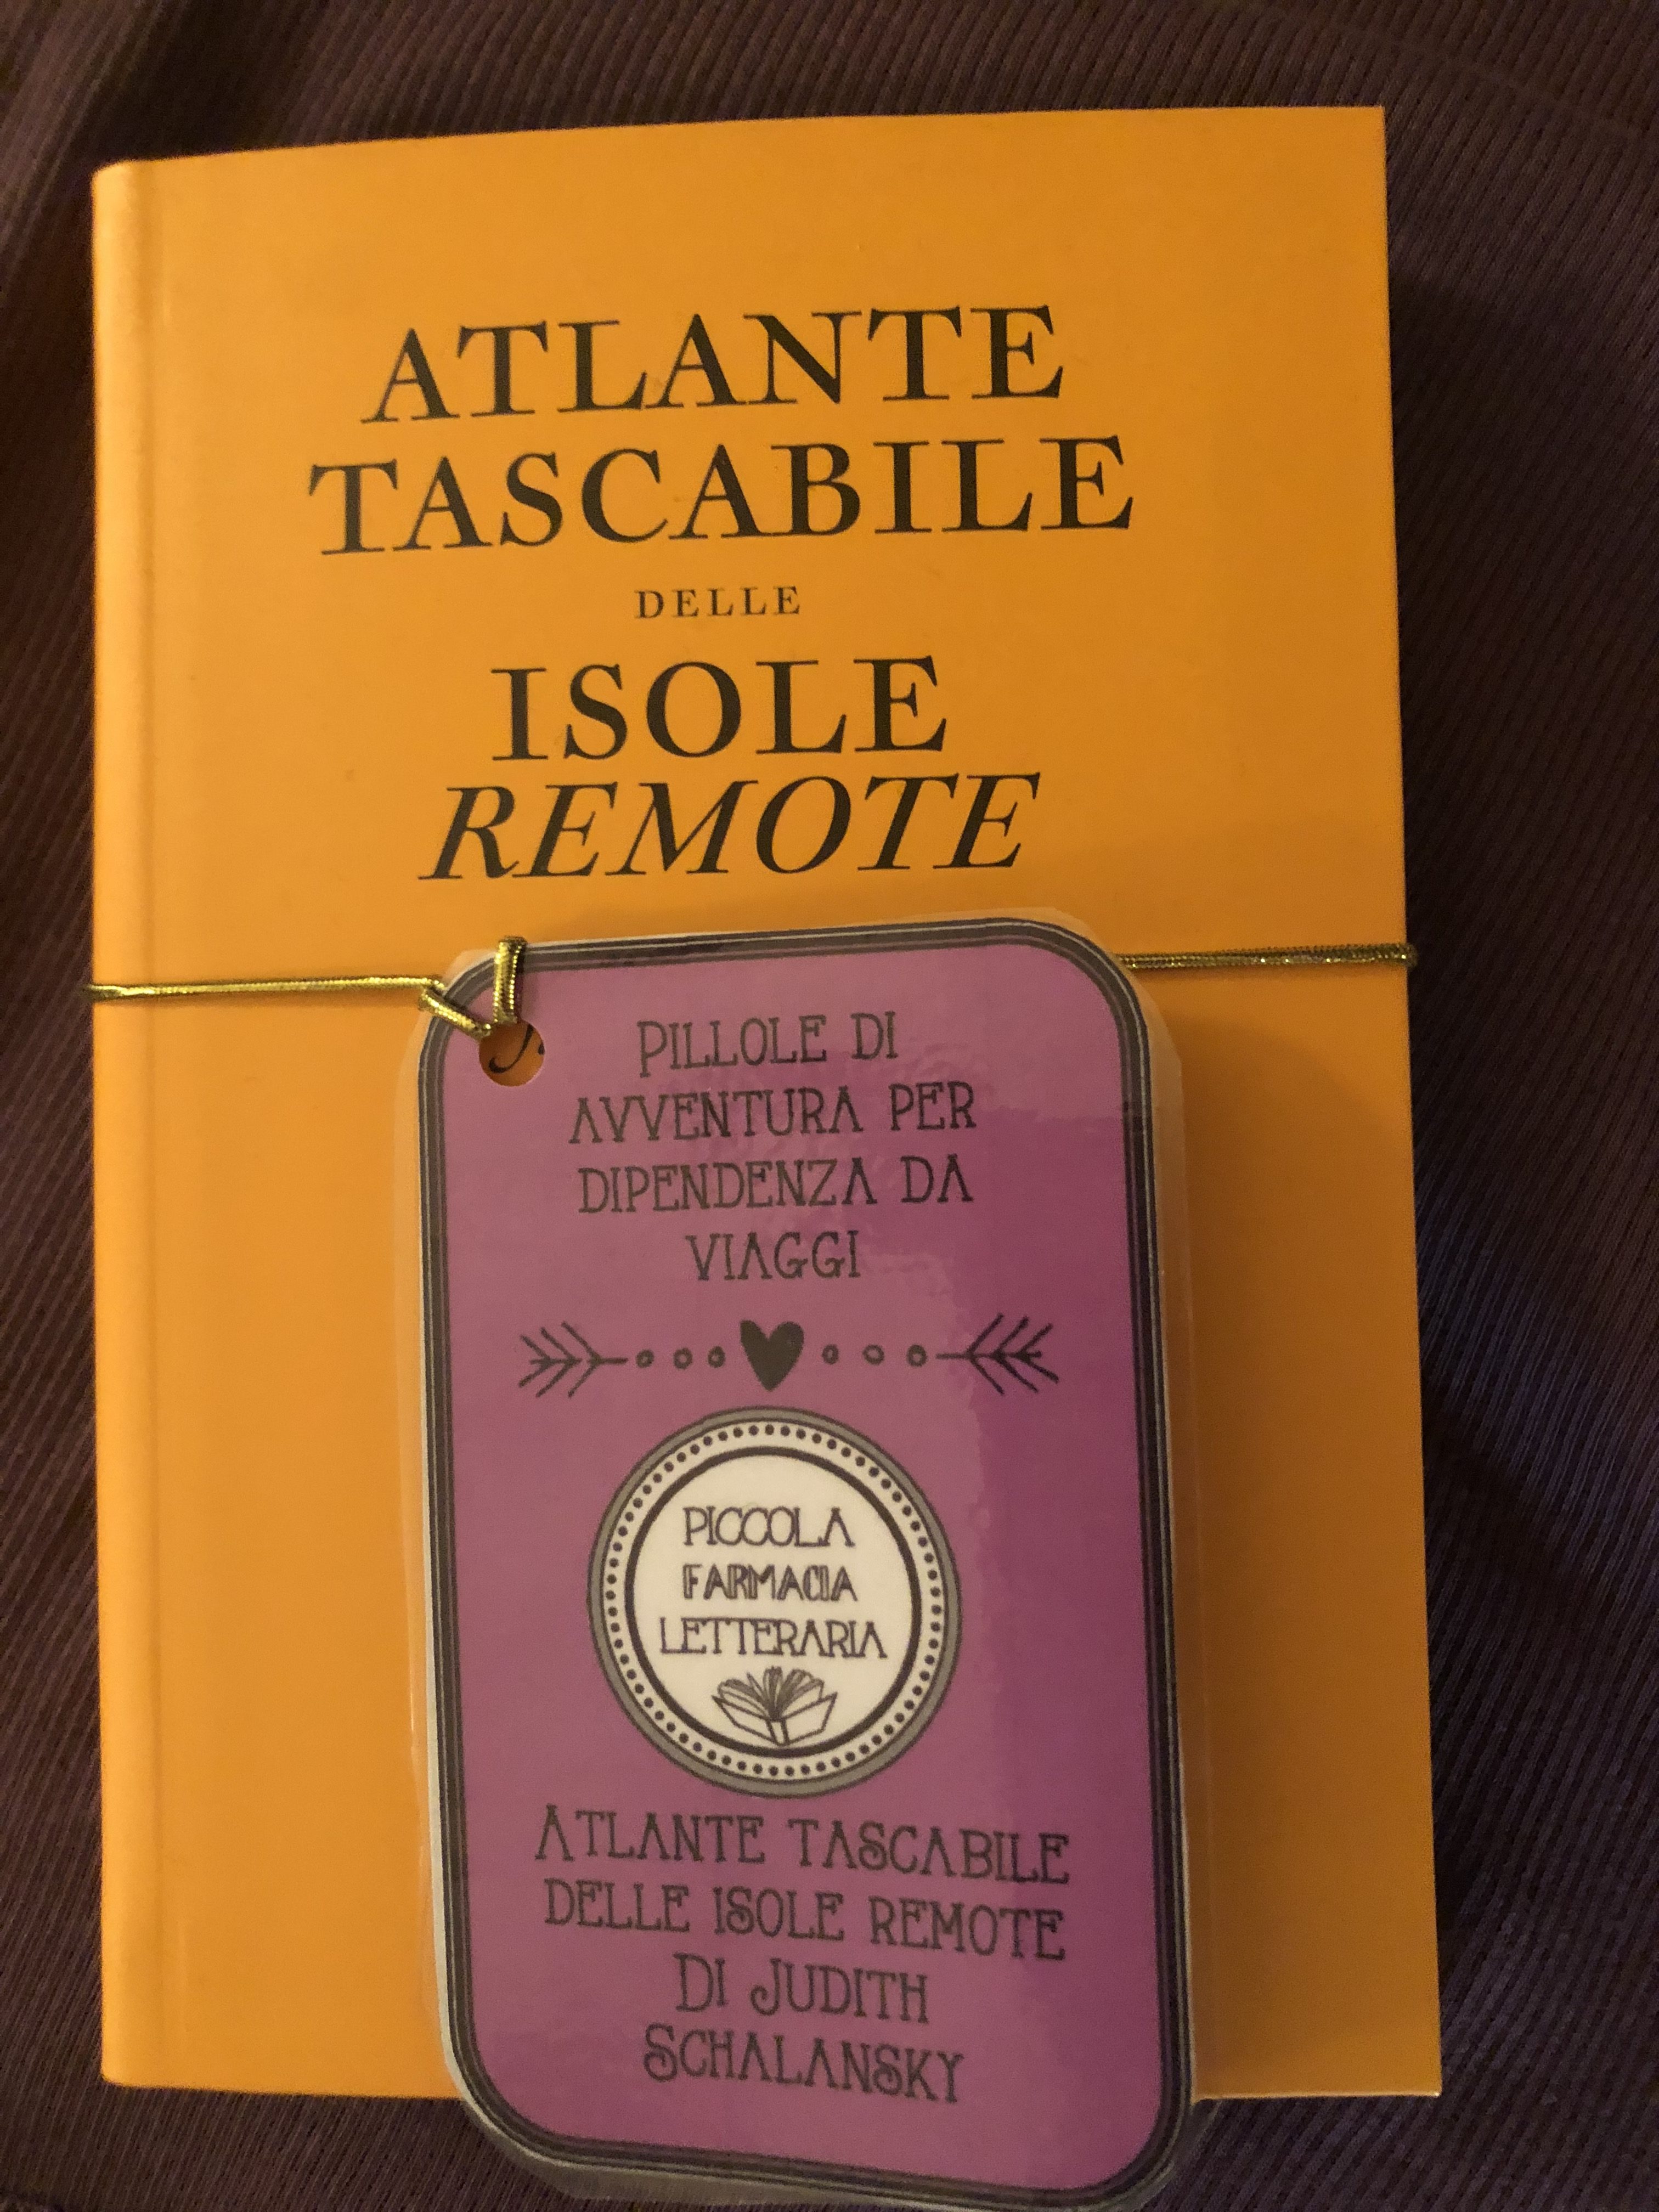 ATLANTE
TASCABILE
DELLE
ISOLE
REMOTE
PILLOLE DI
AVVENTURA PER
DIPENDENZA DA
VIAGGI
PICCOLA
FARMACIA
LETTERARIA
ATLANTE TASCABILE
DELLE ISOLE REMOTE
DI JUDITH
SCHALANSKY